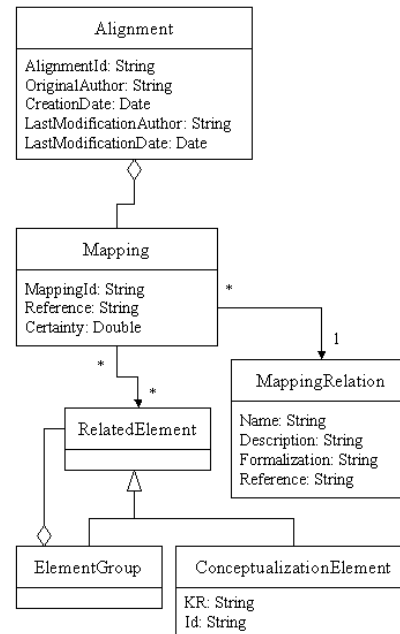 Alignment
AlignmentId: String
OriginalAuthor: String
CreationDate: Date
LastModificationAuthor: String
LastModificationDate: Date
Mapping
MappingId: String
Reference: String
Certainty: Double
*
1
*
*
MappingRelation
Name: String
Description: String
Formalization: String
Reference: String
RelatedElement
ElementGroup
ConceptualizationElement
KR: String
Id: String